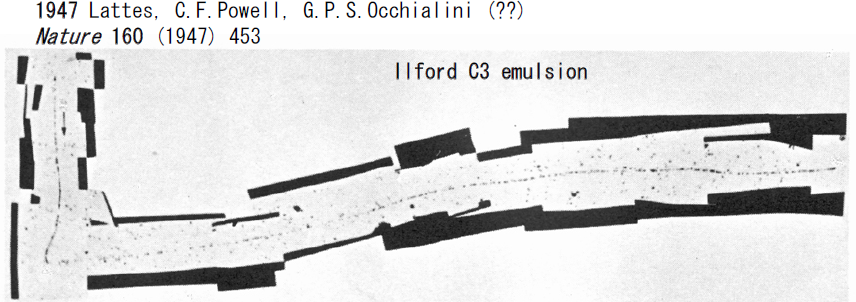 1947 Lattes, C.F.Powell, G.P.S.Occhialini (??)
Nature 160 (1947) 453
Ilford C3 emulsion